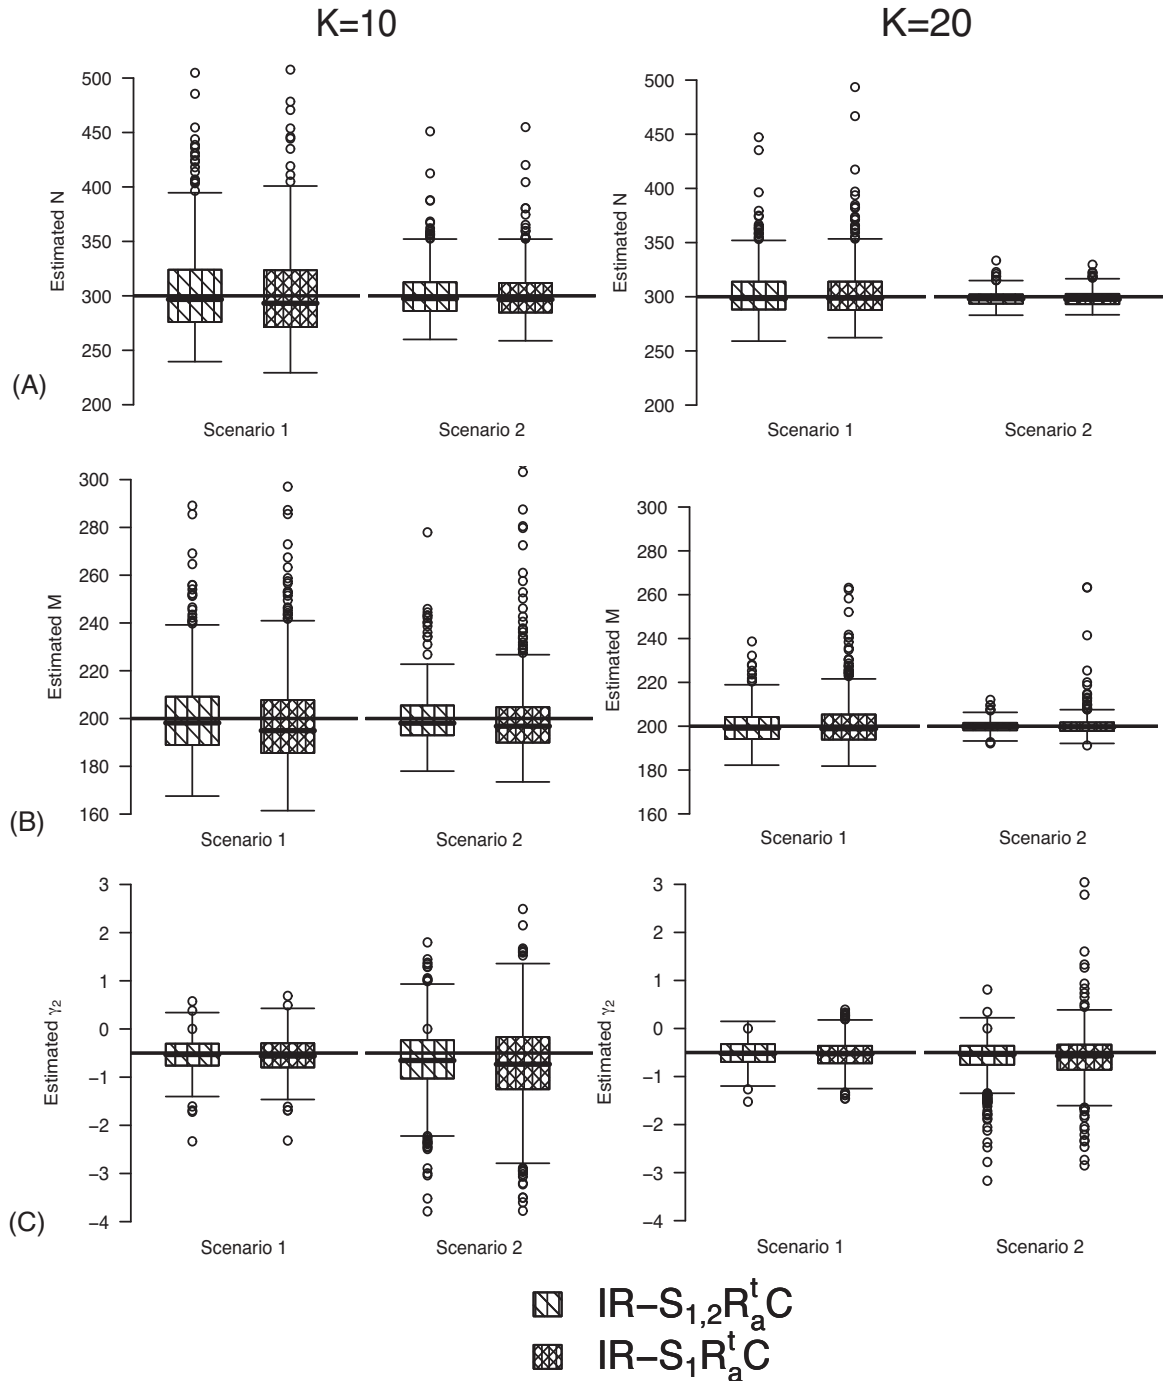 K=10
K=20
500
450
400
350
300
250
200
Estimated N
Scenario 1
Scenario 2
500
450
400
350
300
250
200
Estimated N
Scenario 1
Scenario 2
(A)
300
280
260
240
220
200
180
160
Estimated M
Scenario 1
Scenario 2
300
280
260
240
220
200
180
160
Estimated M
Scenario 1
Scenario 2
(B)
3
2
1
0
−1
−2
−3
−4
Estimated γ₂
Scenario 1
Scenario 2
3
2
1
0
−1
−2
−3
−4
Estimated γ₂
Scenario 1
Scenario 2
(C)
IR−S₁,₂RₐᵗC
IR−S₁RₐᵗC